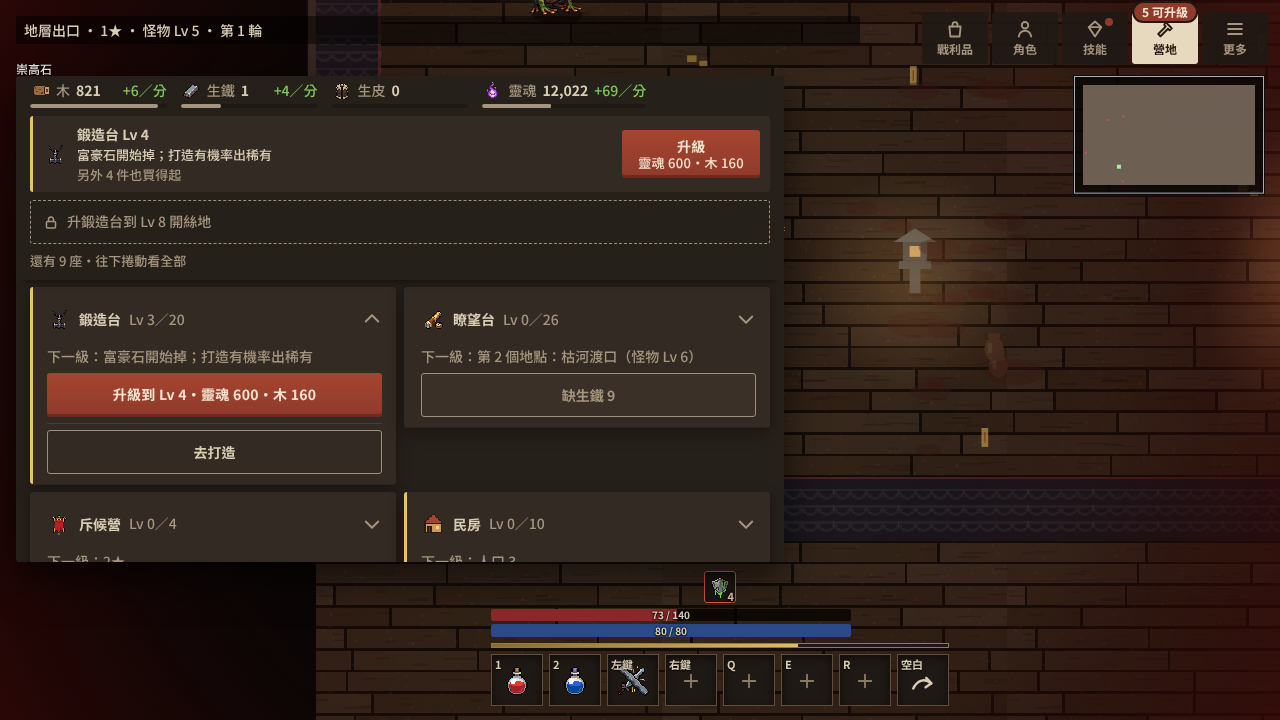 地層出口 • 1★ • 怪物 Lv 5 • 第 1 輪
5 可升級
戰利品
角色
技能
營地
更多
崇高石
木 821 +6／分
生鐵 1 +4／分
生皮 0
靈魂 12,022 +69／分
鍛造台 Lv 4
富豪石開始掉；打造有機率出稀有
另外 4 件也買得起
升級
靈魂 600・木 160
升鍛造台到 Lv 8 開絲地
還有 9 座・往下捲動看全部
鍛造台 Lv 3／20
下一級：富豪石開始掉；打造有機率出稀有
升級到 Lv 4・靈魂 600・木 160
去打造
瞭望台 Lv 0／26
下一級：第 2 個地點：枯河渡口（怪物 Lv 6）
缺生鐵 9
斥候營 Lv 0／4
下一級：2★
民房 Lv 0／10
下一級：人口 3
4
73 / 140
80 / 80
1
2
左鍵
右鍵
Q
E
R
空白